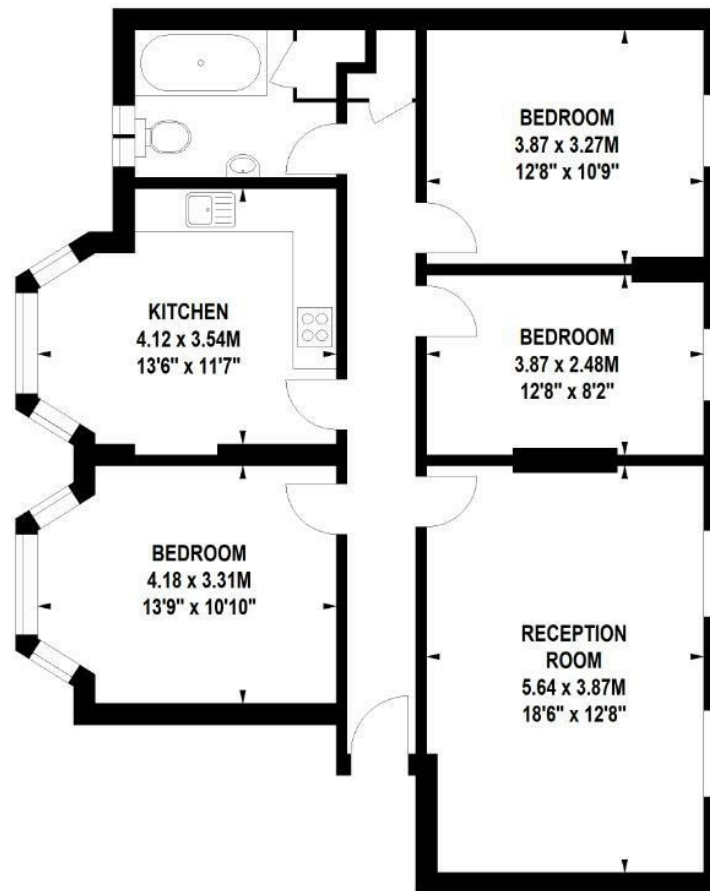 BEDROOM
3.87 x 3.27M
12'8" x 10'9"
KITCHEN
4.12 x 3.54M
13'6" x 11'7"
BEDROOM
3.87 x 2.48M
12'8" x 8'2"
BEDROOM
4.18 x 3.31M
13'9" x 10'10"
RECEPTION
ROOM
5.64 x 3.87M
18'6" x 12'8"